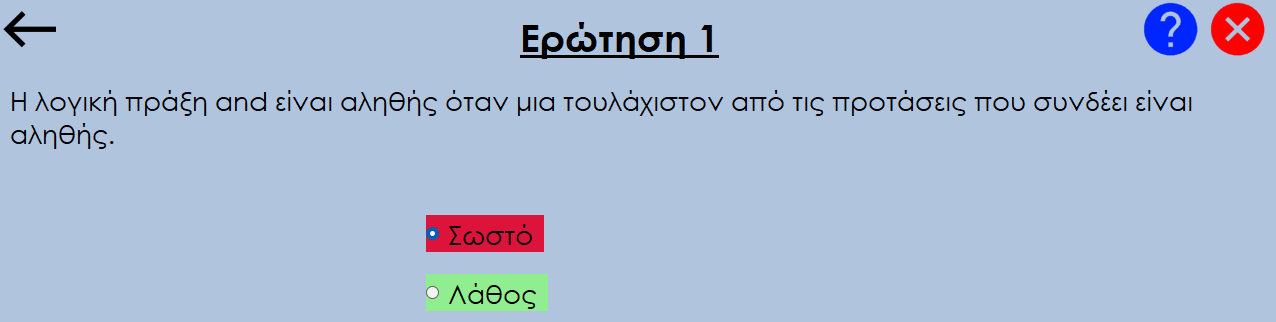 Ερώτηση 1
?
Η λογική πράξη and είναι αληθής όταν μια τουλάχιστον από τις προτάσεις που συνδέει είναι
αληθής.
Σωστό
Λάθος